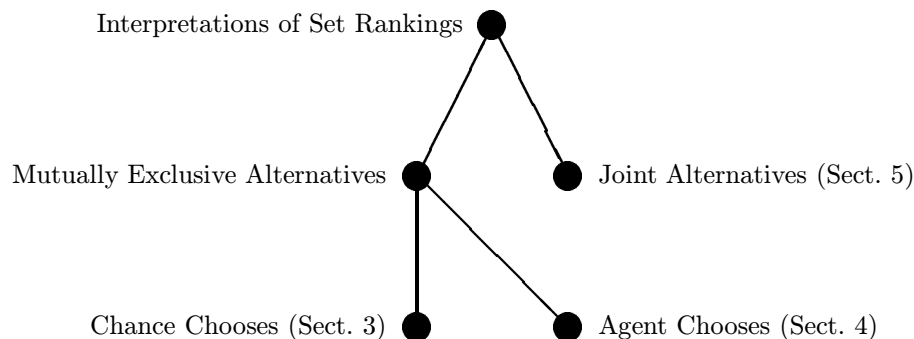 Interpretations of Set Rankings
Mutually Exclusive Alternatives
Joint Alternatives (Sect. 5)
Chance Chooses (Sect. 3)
Agent Chooses (Sect. 4)